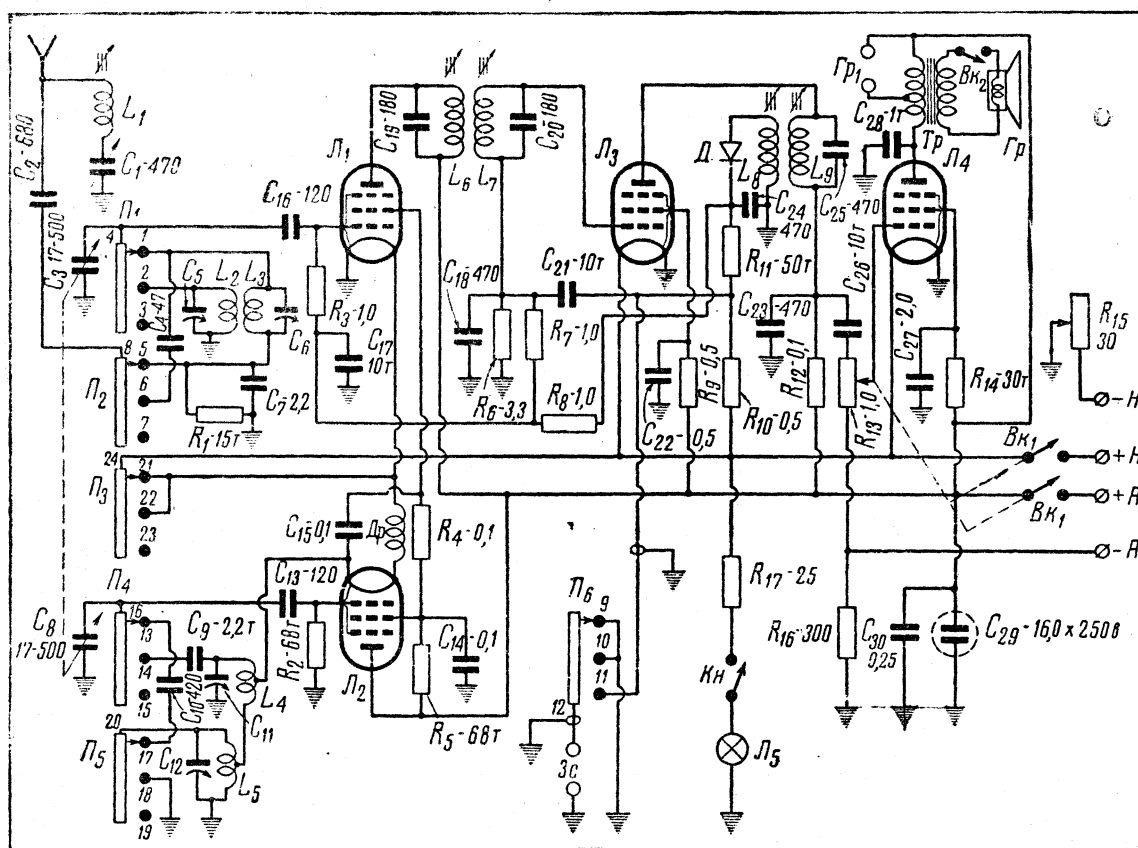 L₁
C₁-470
C₂-680
П₁
C₃ 17-500
4
1
2
3
C₄-47
C₅
L₂
L₃
C₆
C₇-2,2
R₁-15т
П₂
8
5
6
7
П₃
24
21
22
23
П₄
16
13
14
15
C₈
17-500
C₉-2,2т
C₁₀-420
C₁₁
L₄
П₅
20
17
18
19
C₁₂
L₅
C₁₃-120
R₂-68т
Л₂
C₁₄-0,1
R₅-68т
C₁₅-0,1
Др
R₄-0,1
Л₁
C₁₆-120
R₃-1,0
C₁₇
10т
C₁₉-180
L₆
L₇
C₂₀-180
C₁₈-470
R₆-3,3
C₂₁-10т
R₇-1,0
R₈-1,0
Л₃
C₂₂-0,5
R₉-0,5
Д
L₈
L₉
C₂₄
470
C₂₅-470
R₁₁-50т
R₁₀-0,5
C₂₃-470
R₁₂-0,1
C₂₆-10т
R₁₃-1,0
Гр₁
Вк₂
Тр
Гр
C₂₈-1т
Л₄
C₂₇-2,0
R₁₄-30т
R₁₅
30
-Н
Вк₁
+Н
+А
Вк₁
-А
R₁₇-25
Кн
Л₅
R₁₆-300
C₃₀
0,25
C₂₉-16,0 x 250в
П₆
9
10
11
12
Зс